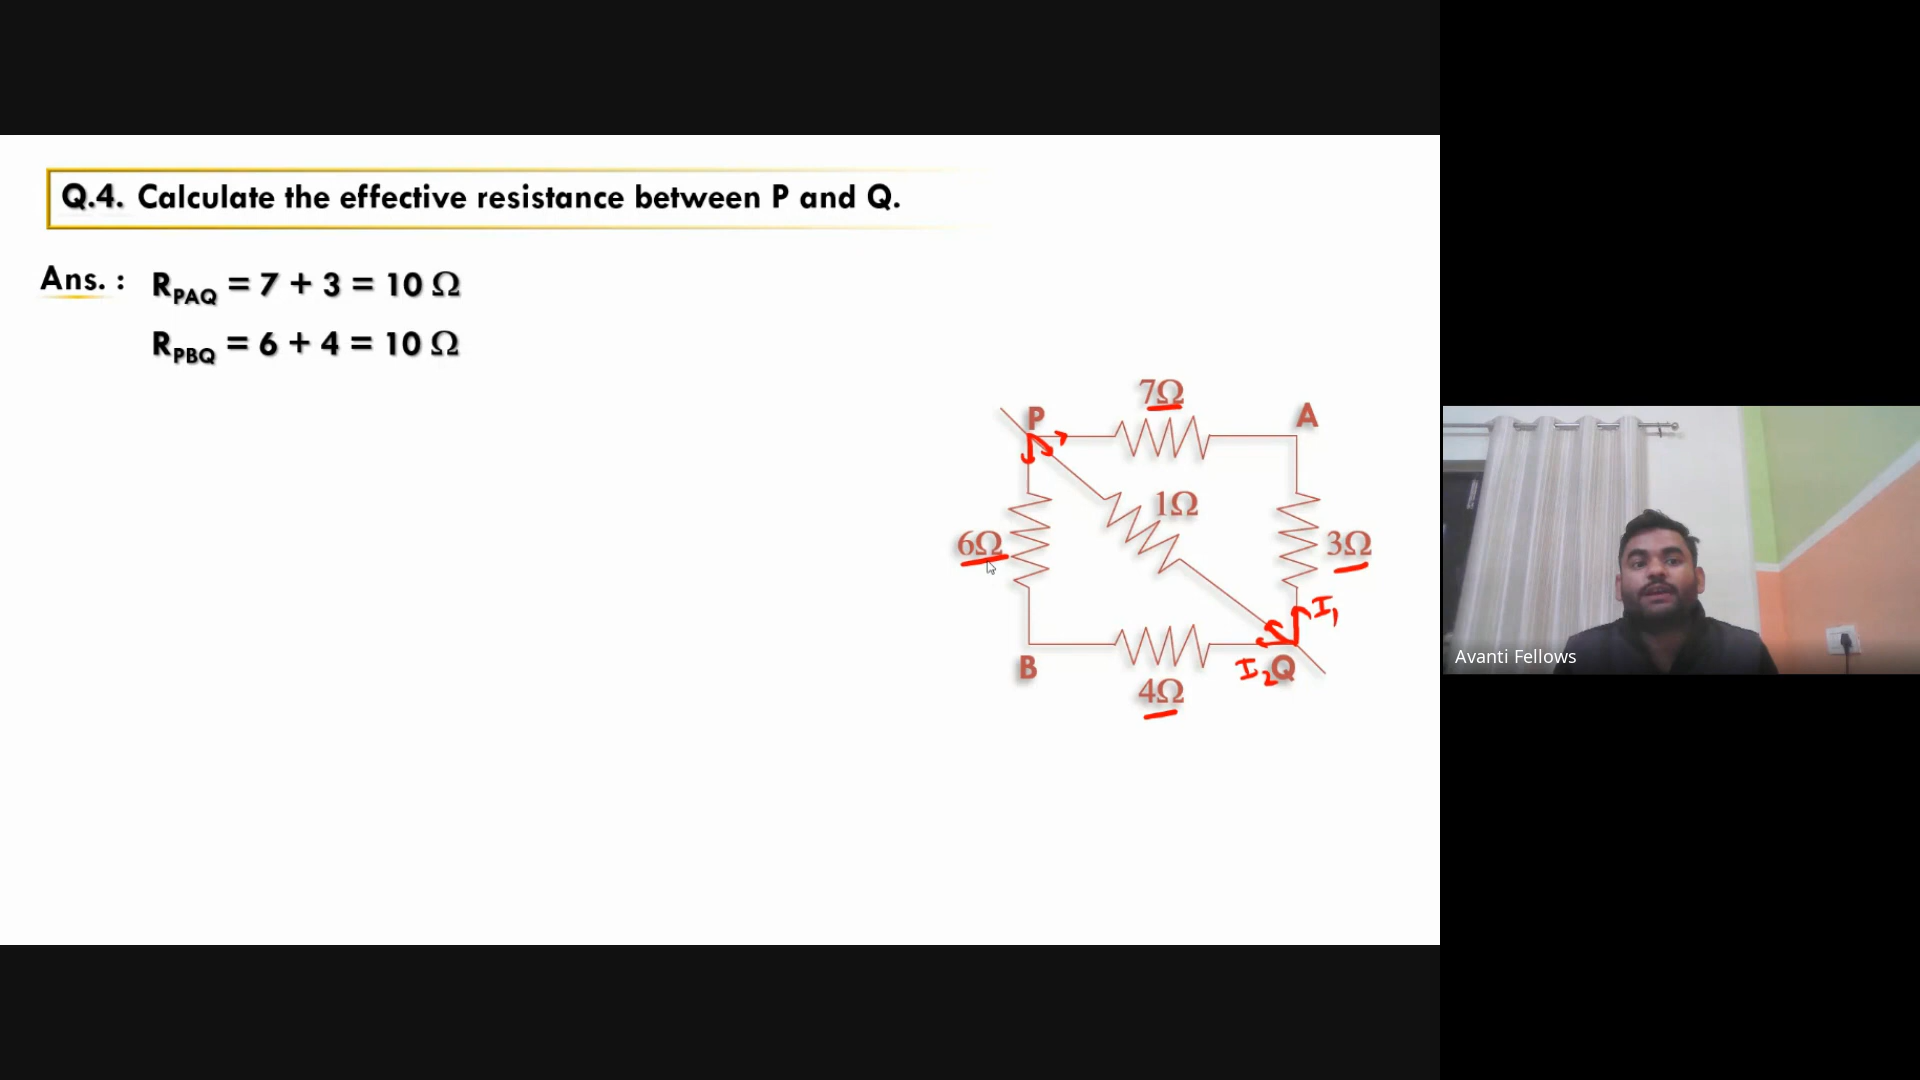 Q.4. Calculate the effective resistance between P and Q.
Ans. : R_PAQ = 7 + 3 = 10 Ω
R_PBQ = 6 + 4 = 10 Ω
7Ω
P
A
1Ω
6Ω
3Ω
I₁
B
I₂
Q
4Ω
Avanti Fellows